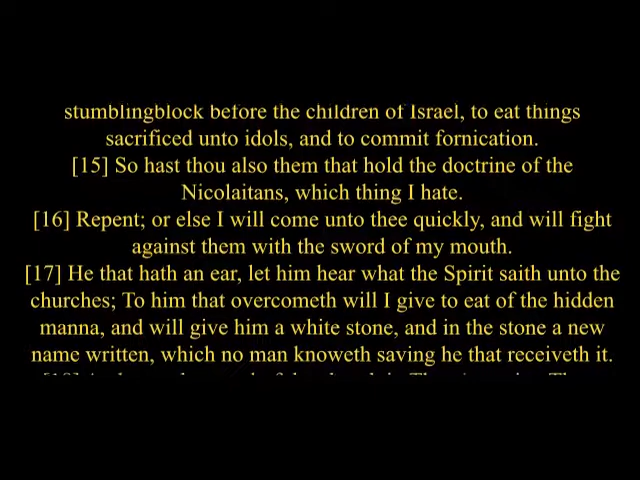 stumblingblock before the children of Israel, to eat things
sacrificed unto idols, and to commit fornication.
[15] So hast thou also them that hold the doctrine of the
Nicolaitans, which thing I hate.
[16] Repent; or else I will come unto thee quickly, and will fight
against them with the sword of my mouth.
[17] He that hath an ear, let him hear what the Spirit saith unto the
churches; To him that overcometh will I give to eat of the hidden
manna, and will give him a white stone, and in the stone a new
name written, which no man knoweth saving he that receiveth it.